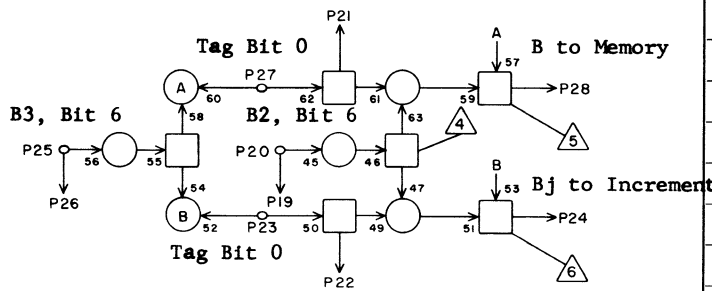 P21
Tag Bit 0
A
57
B to Memory
P27
A
60
62
61
59
P28
B3, Bit 6
58
B2, Bit 6
63
4
5
P25
56
55
P20
45
46
P26
54
P19
47
B
53
Bj to Increment
B
52
P23
50
49
51
P24
Tag Bit 0
6
P22